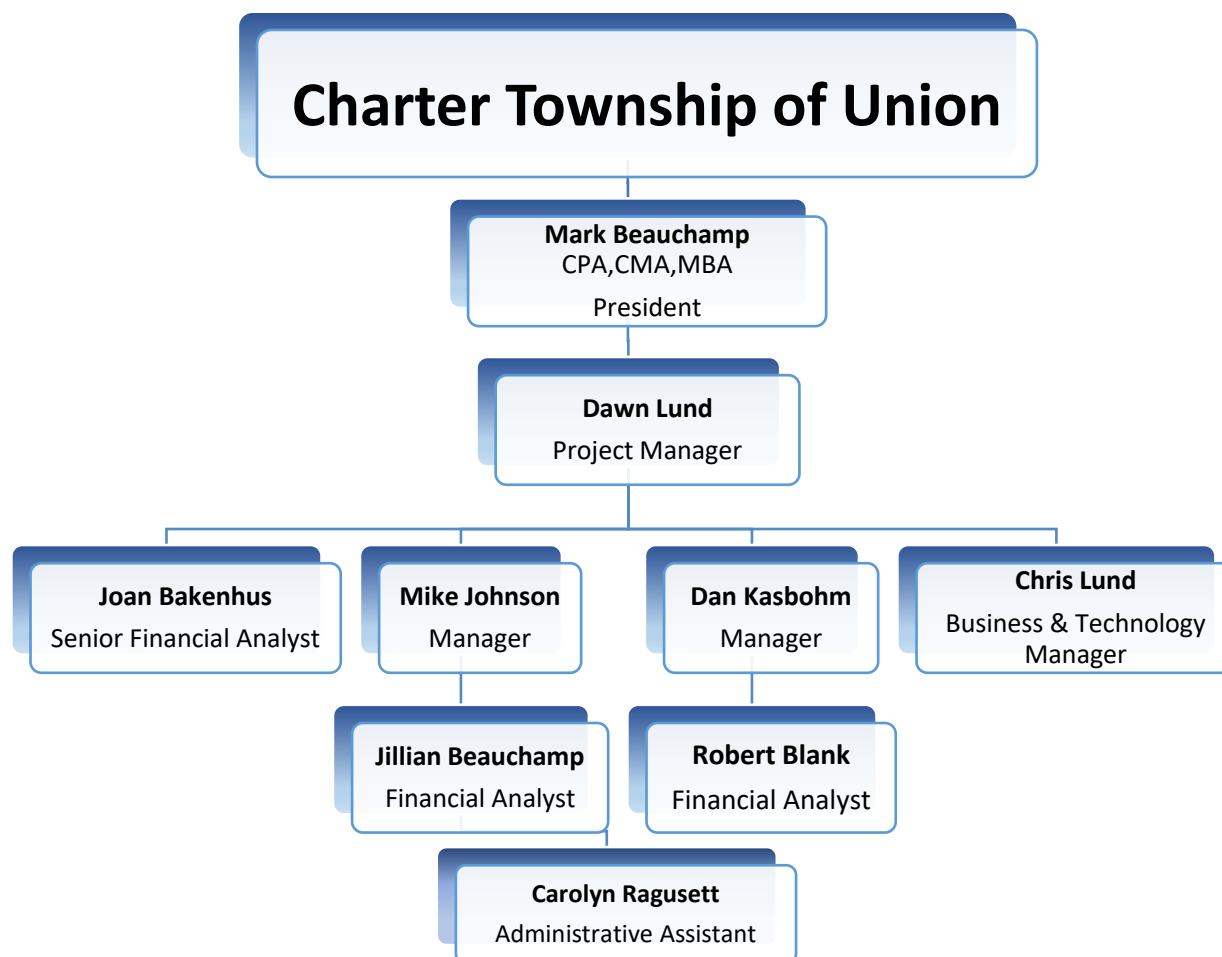 Charter Township of Union
Mark Beauchamp
CPA,CMA,MBA
President
Dawn Lund
Project Manager
Joan Bakenhus
Senior Financial Analyst
Mike Johnson
Manager
Dan Kasbohm
Manager
Chris Lund
Business & Technology
Manager
Jillian Beauchamp
Financial Analyst
Robert Blank
Financial Analyst
Carolyn Ragusett
Administrative Assistant